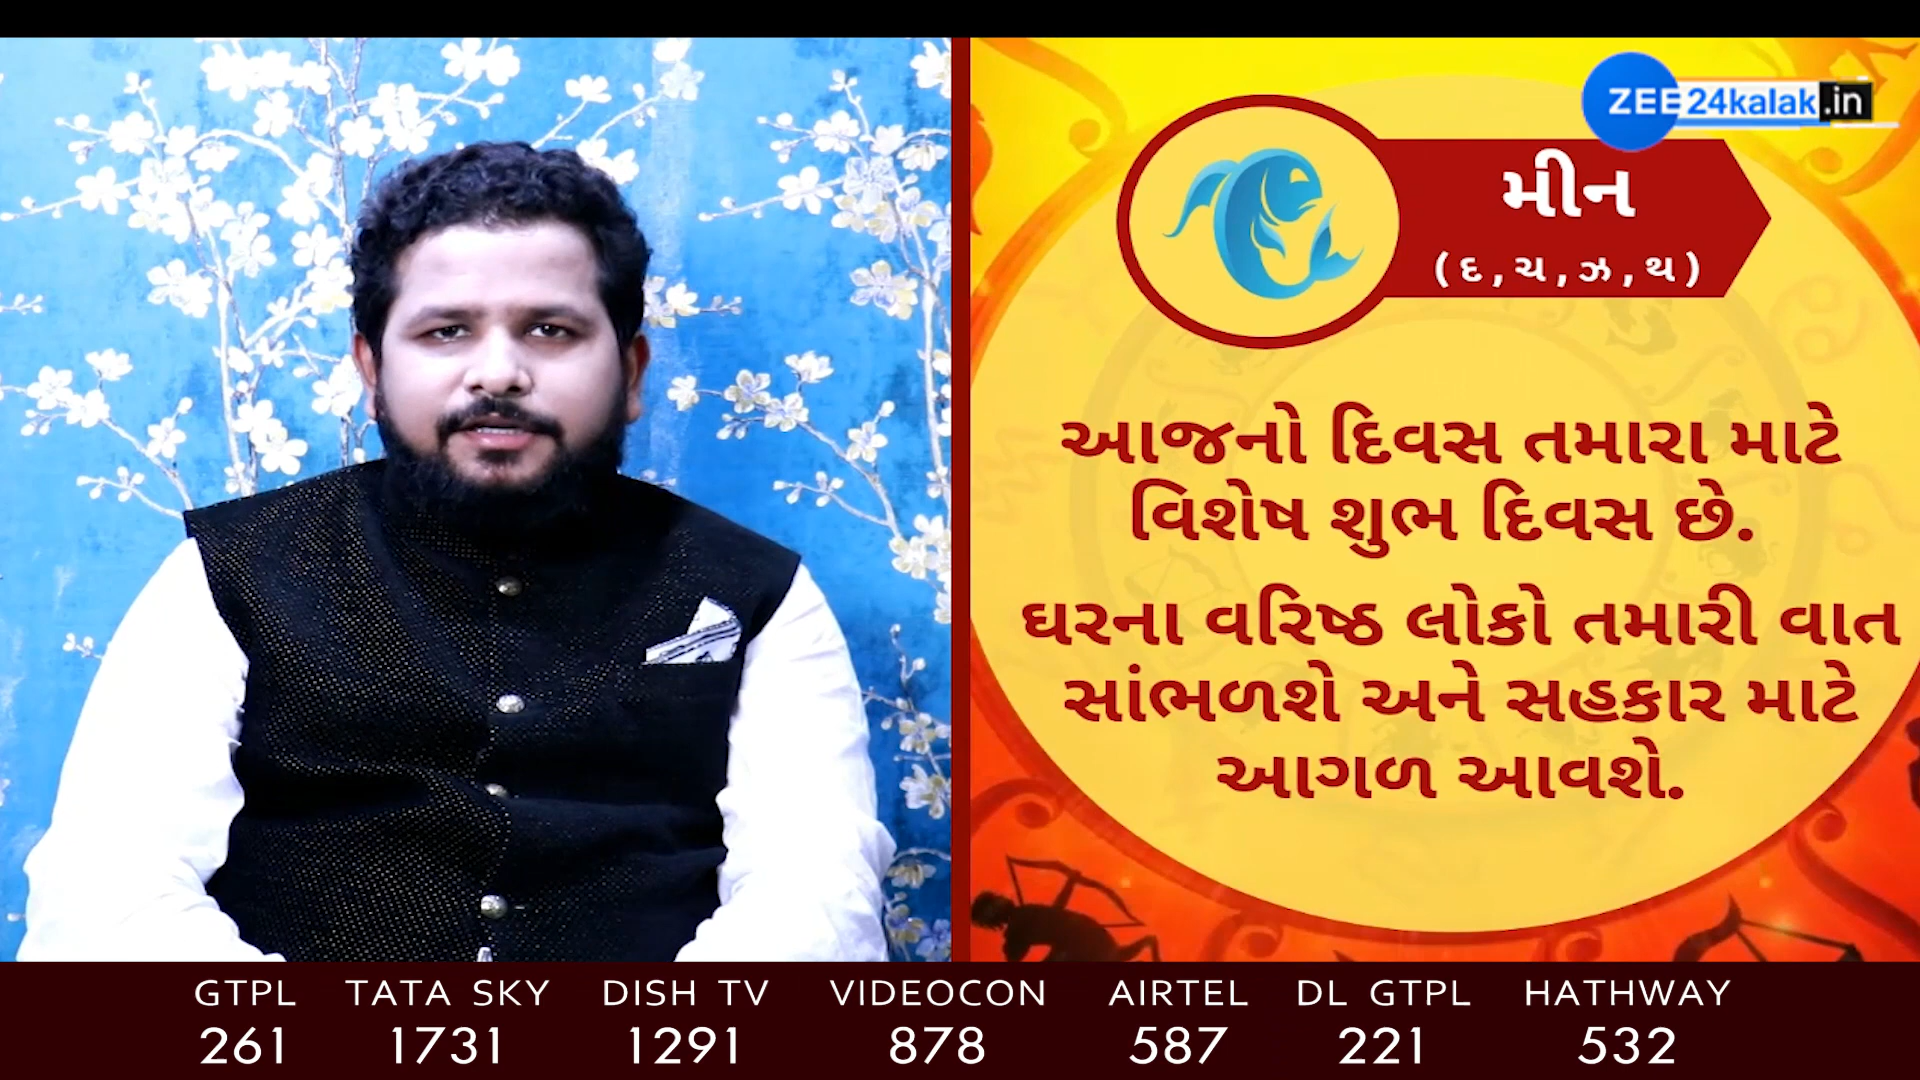 ZEE24kalak.in
મીન
(દ,ચ,ઝ,થ)
આજનો દિવસ તમારા માટે
વિશેષ શુભ દિવસ છે.
ઘરના વરિષ્ઠ લોકો તમારી વાત
સાંભળશે અને સહકાર માટે
આગળ આવશે.
GTPL TATA SKY DISH TV VIDEOCON AIRTEL DL GTPL HATHWAY
261 1731 1291 878 587 221 532